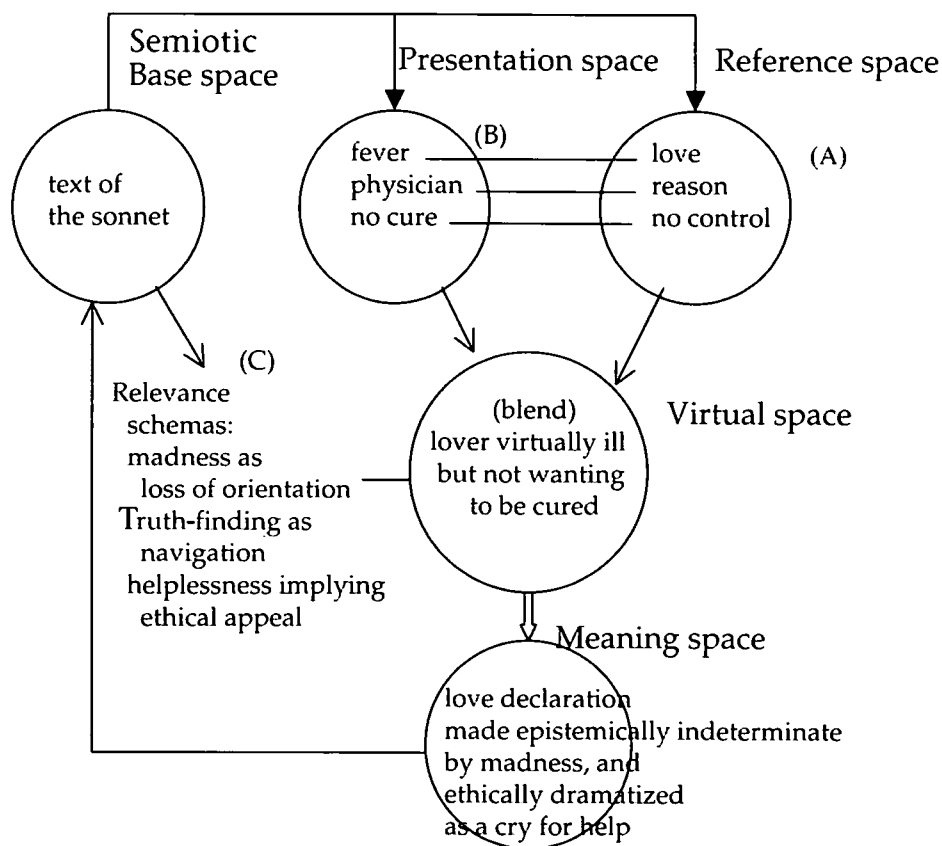 Semiotic
Base space
Presentation space
Reference space
text of
the sonnet
(B)
fever
physician
no cure
love
reason
no control
(A)
(C)
Relevance
schemas:
madness as
loss of orientation
Truth-finding as
navigation
helplessness implying
ethical appeal
(blend)
lover virtually ill
but not wanting
to be cured
Virtual space
Meaning space
love declaration
made epistemically indeterminate
by madness, and
ethically dramatized
as a cry for help